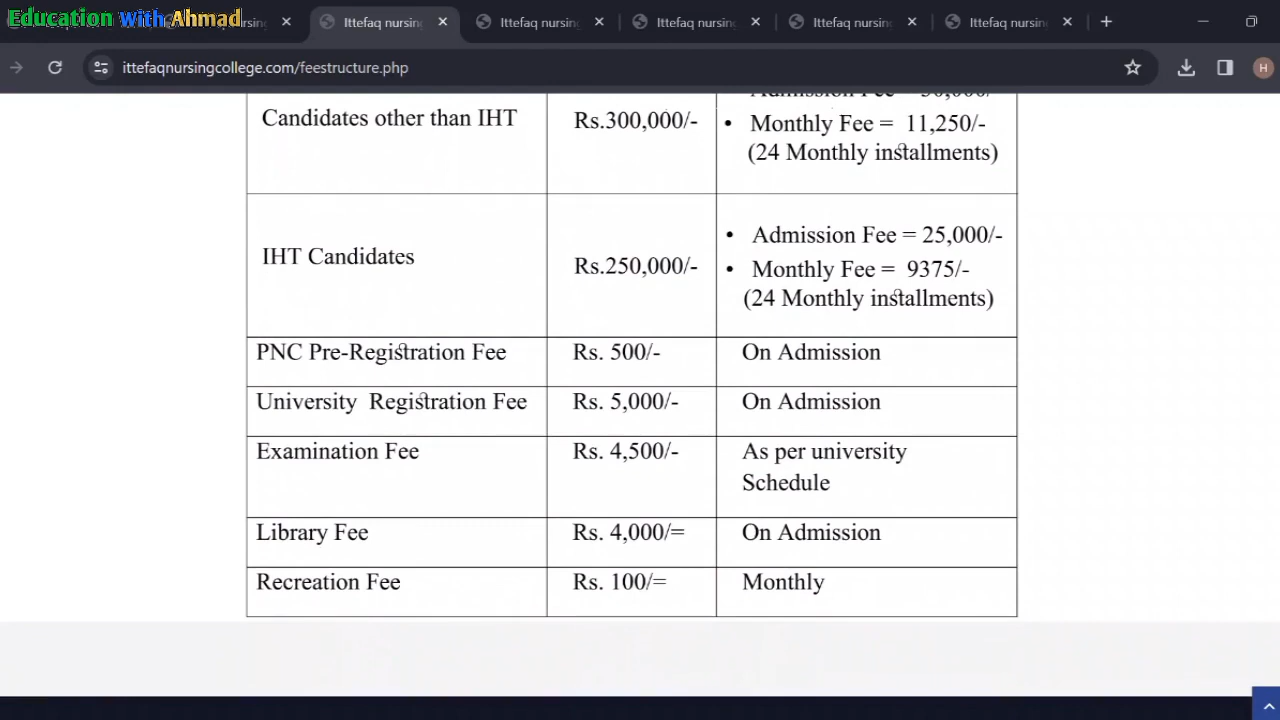 Education With Ahmad
Ittefaq nursing
Ittefaq nursing
Ittefaq nursing
Ittefaq nursing
Ittefaq nursing
ittefaqnursingcollege.com/feestructure.php
H
Candidates other than IHT
Rs.300,000/-
• Monthly Fee = 11,250/-
(24 Monthly installments)
IHT Candidates
Rs.250,000/-
• Admission Fee = 25,000/-
• Monthly Fee = 9375/-
(24 Monthly installments)
PNC Pre-Registration Fee Rs. 500/- On Admission
University Registration Fee Rs. 5,000/- On Admission
Examination Fee Rs. 4,500/- As per university
Schedule
Library Fee Rs. 4,000/= On Admission
Recreation Fee Rs. 100/= Monthly